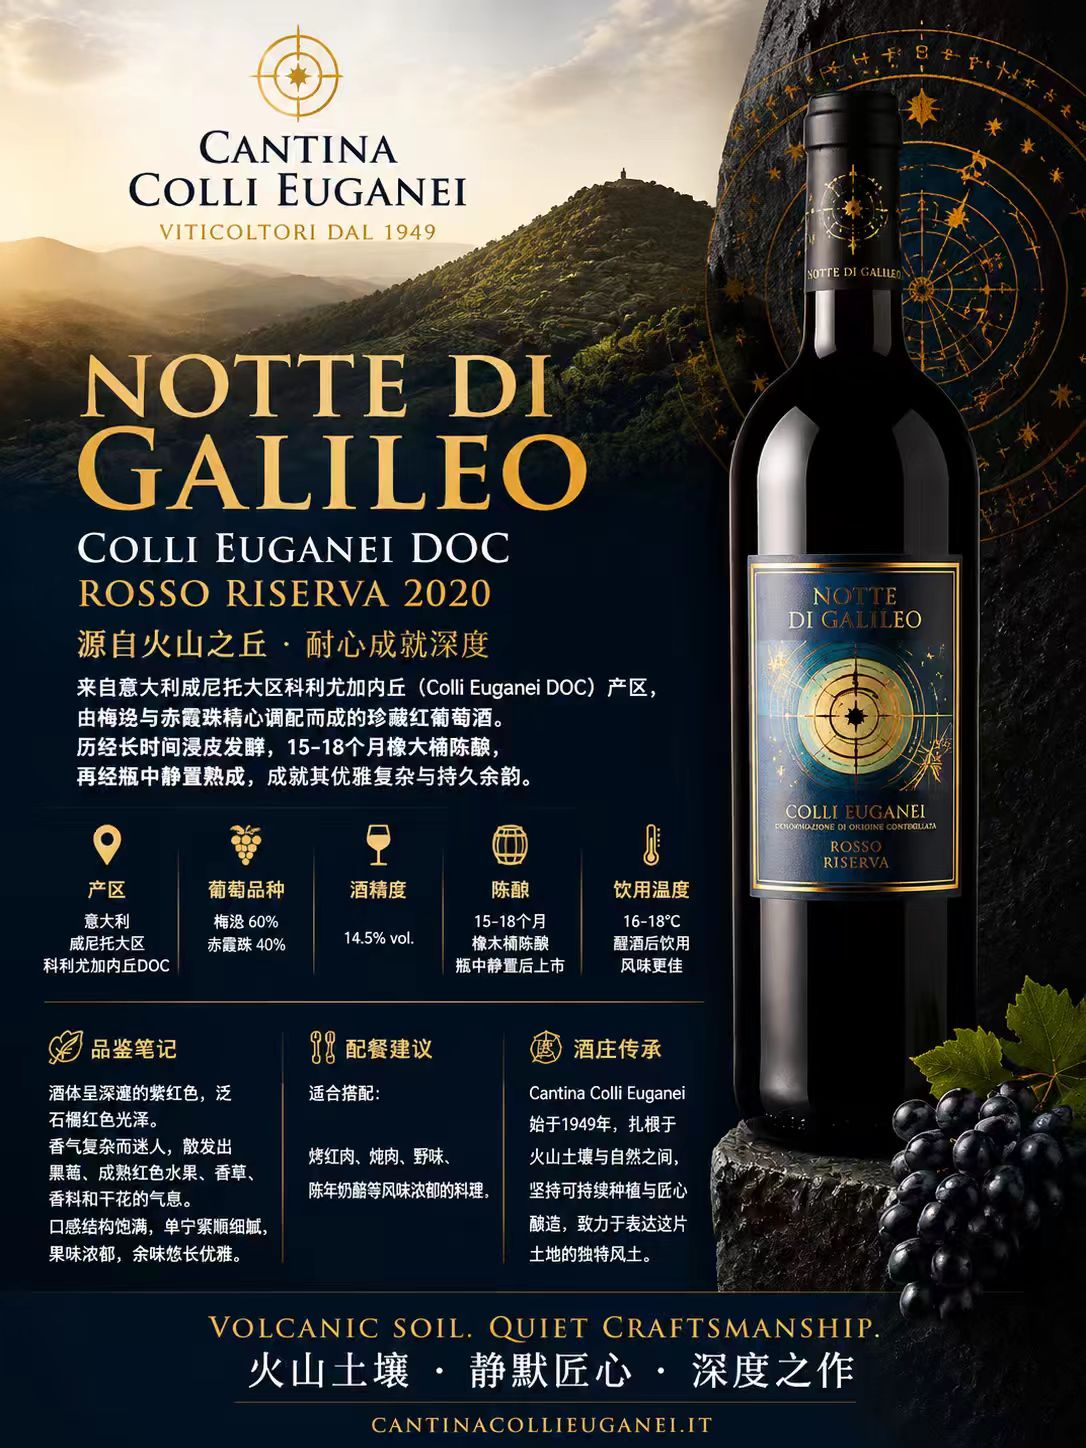 CANTINA
COLLI EUGANEI
VITICOLTORI DAL 1949
NOTTE DI GALILEO
NOTTE DI
GALILEO
COLLI EUGANEI DOC
ROSSO RISERVA 2020
源自火山之丘 · 耐心成就深度
来自意大利威尼托大区科利尤加内丘（Colli Euganei DOC）产区，
由梅与赤霞珠精心调配而成的珍藏红葡萄酒。
历经长时间浸皮发，15-18个月橡大桶陈酿，
再经瓶中静置熟成，成就其优雅复杂与持久余韵。
产区
意大利
威尼托大区
科利尤加内丘DOC
葡萄品种
梅 60%
赤霞珠 40%
酒精度
14.5% vol.
陈酿
15-18个月
橡木桶陈酿
瓶中静置后上市
饮用温度
16-18°C
醒酒后饮用
风味更佳
品鉴笔记
酒体呈深的紫红色，泛
石红色光泽。
香气复杂而迷人，散发出
黑、成熟红色水果、香草、
香料和干花的气息。
口感结构饱满，单宁顺细腻，
果味浓郁，余味悠长优雅。
配餐建议
适合搭配：
烤红肉、炖肉、野味、
陈年奶酪等风味浓郁的料理。
酒庄传承
Cantina Colli Euganei
始于1949年，扎根于
火山土壤与自然之间，
坚持可持续种植与匠心
酿造，致力于表达这片
土地的独特风土。
NOTTE
DI GALILEO
COLLI EUGANEI
ROSSO
RISERVA
VOLCANIC SOIL. QUIET CRAFTSMANSHIP.
火山土壤 · 静默匠心 · 深度之作
CANTINACOLLIEUGANEI.IT